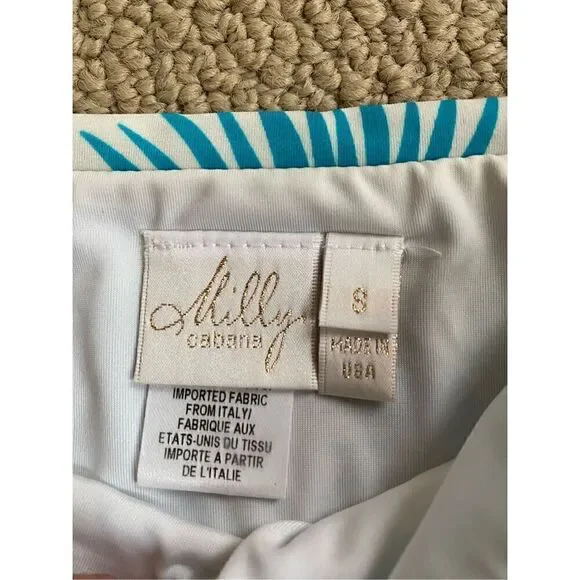 Milly
cabana
S
MADE IN
USA
IMPORTED FABRIC
FROM ITALY/
FABRIQUE AUX
ETATS-UNIS DU TISSU
IMPORTE A PARTIR
DE L'ITALIE